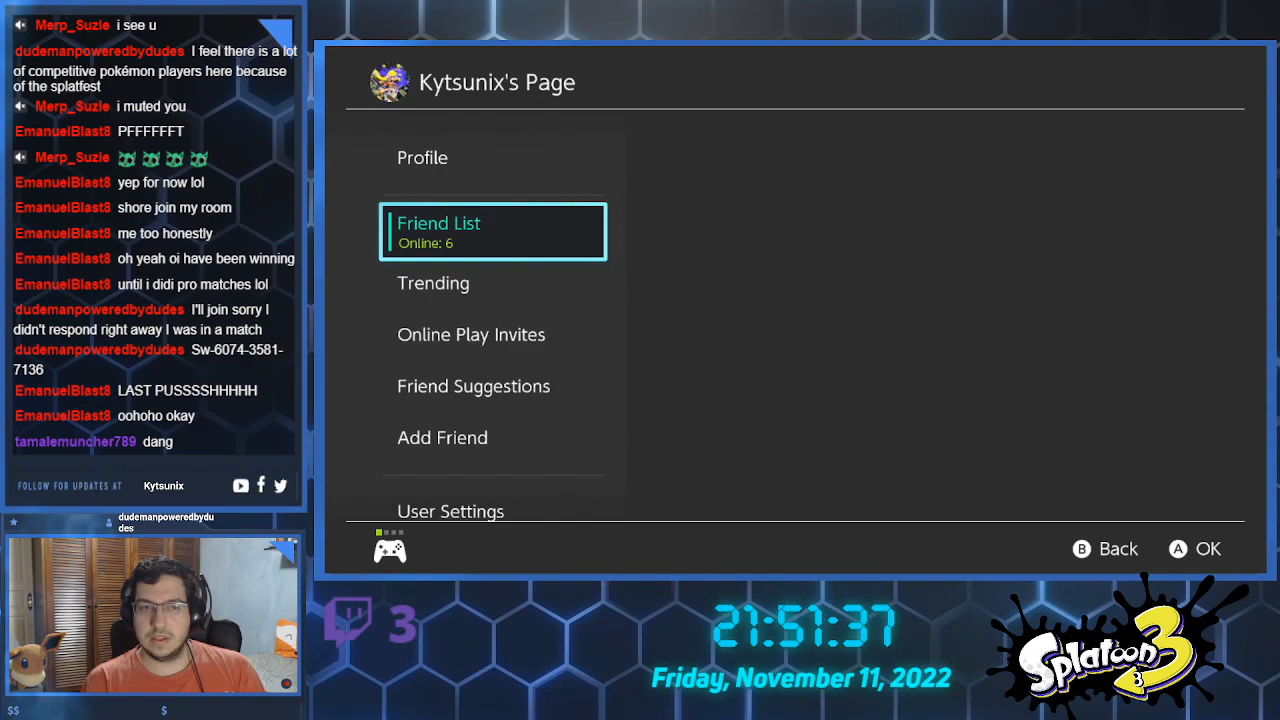 Merp_Suzie i see u
dudemanpoweredbydudes I feel there is a lot
of competitive pokémon players here because
of the splatfest
Merp_Suzie i muted you
EmanuelBlast8 PFFFFFFT
Merp_Suzie
EmanuelBlast8 yep for now lol
EmanuelBlast8 shore join my room
EmanuelBlast8 me too honestly
EmanuelBlast8 oh yeah oi have been winning
EmanuelBlast8 until i didi pro matches lol
dudemanpoweredbydudes I'll join sorry I
didn't respond right away I was in a match
dudemanpoweredbydudes Sw-6074-3581-
7136
EmanuelBlast8 LAST PUSSSSHHHHH
EmanuelBlast8 oohoho okay
tamalemuncher789 dang
FOLLOW FOR UPDATES AT Kytsunix
dudemanpoweredbydu
des
$$ $
Kytsunix's Page
Profile
Friend List
Online: 6
Trending
Online Play Invites
Friend Suggestions
Add Friend
User Settings
B Back A OK
3
21:51:37
Friday, November 11, 2022
Splatoon 3